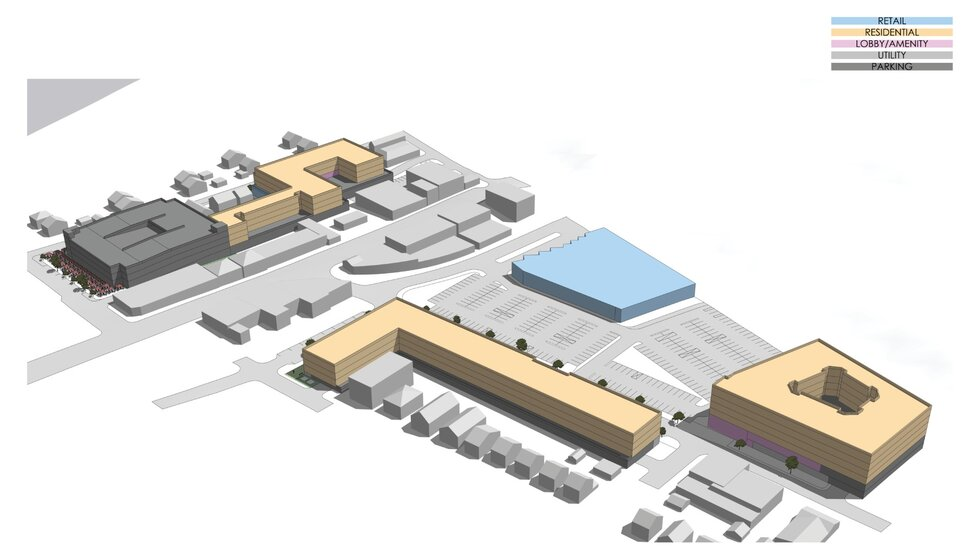 RETAIL
RESIDENTIAL
LOBBY/AMENITY
UTILITY
PARKING